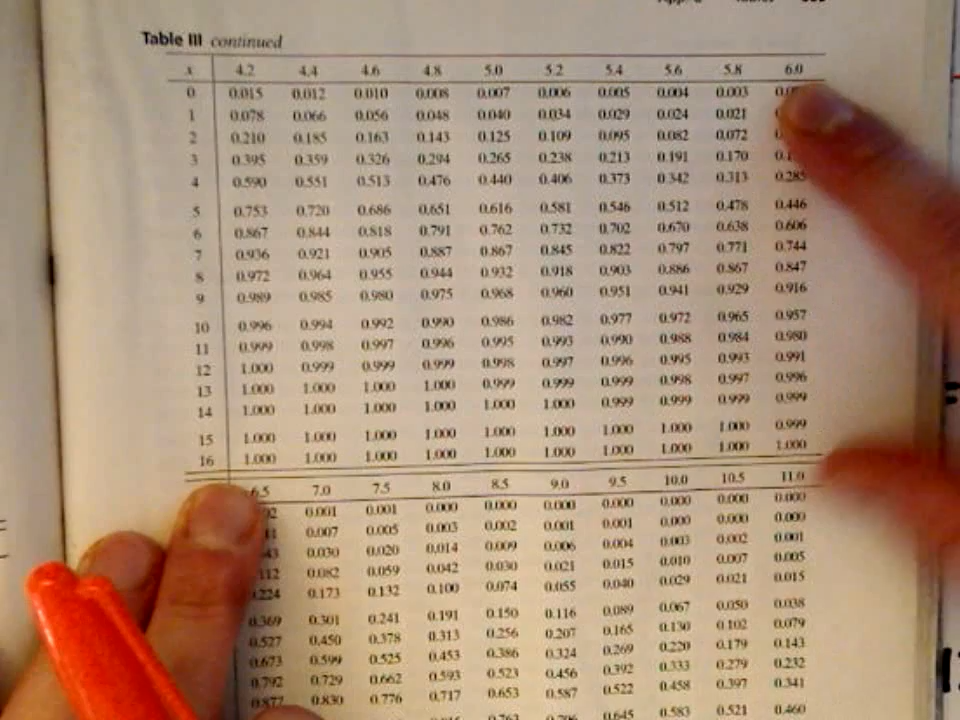 Table III continued
x 4.2 4.4 4.6 4.8 5.0 5.2 5.4 5.6 5.8 6.0
0 0.015 0.012 0.010 0.008 0.007 0.006 0.005 0.004 0.003
1 0.078 0.066 0.056 0.048 0.040 0.034 0.029 0.024 0.021
2 0.210 0.185 0.163 0.143 0.125 0.109 0.095 0.082 0.072
3 0.395 0.359 0.326 0.294 0.265 0.238 0.213 0.191 0.170
4 0.590 0.551 0.513 0.476 0.440 0.406 0.373 0.342 0.313 0.285
5 0.753 0.720 0.686 0.651 0.616 0.581 0.546 0.512 0.478 0.446
6 0.867 0.844 0.818 0.791 0.762 0.732 0.702 0.670 0.638 0.606
7 0.936 0.921 0.905 0.887 0.867 0.845 0.822 0.797 0.771 0.744
8 0.972 0.964 0.955 0.944 0.932 0.918 0.903 0.886 0.867 0.847
9 0.989 0.985 0.980 0.975 0.968 0.960 0.951 0.941 0.929 0.916
10 0.996 0.994 0.992 0.990 0.986 0.982 0.977 0.972 0.965 0.957
11 0.999 0.998 0.997 0.996 0.995 0.993 0.990 0.988 0.984 0.980
12 1.000 0.999 0.999 0.999 0.998 0.997 0.996 0.995 0.993 0.991
13 1.000 1.000 1.000 1.000 0.999 0.999 0.999 0.998 0.997 0.996
14 1.000 1.000 1.000 1.000 1.000 1.000 0.999 0.999 0.999 0.999
15 1.000 1.000 1.000 1.000 1.000 1.000 1.000 1.000 1.000 0.999
16 1.000 1.000 1.000 1.000 1.000 1.000 1.000 1.000 1.000 1.000
6.5 7.0 7.5 8.0 8.5 9.0 9.5 10.0 10.5 11.0
0.001 0.001 0.000 0.000 0.000 0.000 0.000 0.000 0.000
0.007 0.005 0.003 0.002 0.001 0.001 0.000 0.000 0.000
0.030 0.020 0.014 0.009 0.006 0.004 0.003 0.002 0.001
112 0.082 0.059 0.042 0.030 0.021 0.015 0.010 0.007 0.005
.224 0.173 0.132 0.100 0.074 0.055 0.040 0.029 0.021 0.015
0.369 0.301 0.241 0.191 0.150 0.116 0.089 0.067 0.050 0.038
0.527 0.450 0.378 0.313 0.256 0.207 0.165 0.130 0.102 0.079
0.673 0.599 0.525 0.453 0.386 0.324 0.269 0.220 0.179 0.143
0.792 0.729 0.662 0.593 0.523 0.456 0.392 0.333 0.279 0.232
0.877 0.830 0.776 0.717 0.653 0.587 0.522 0.458 0.397 0.341
0.645 0.583 0.521 0.460